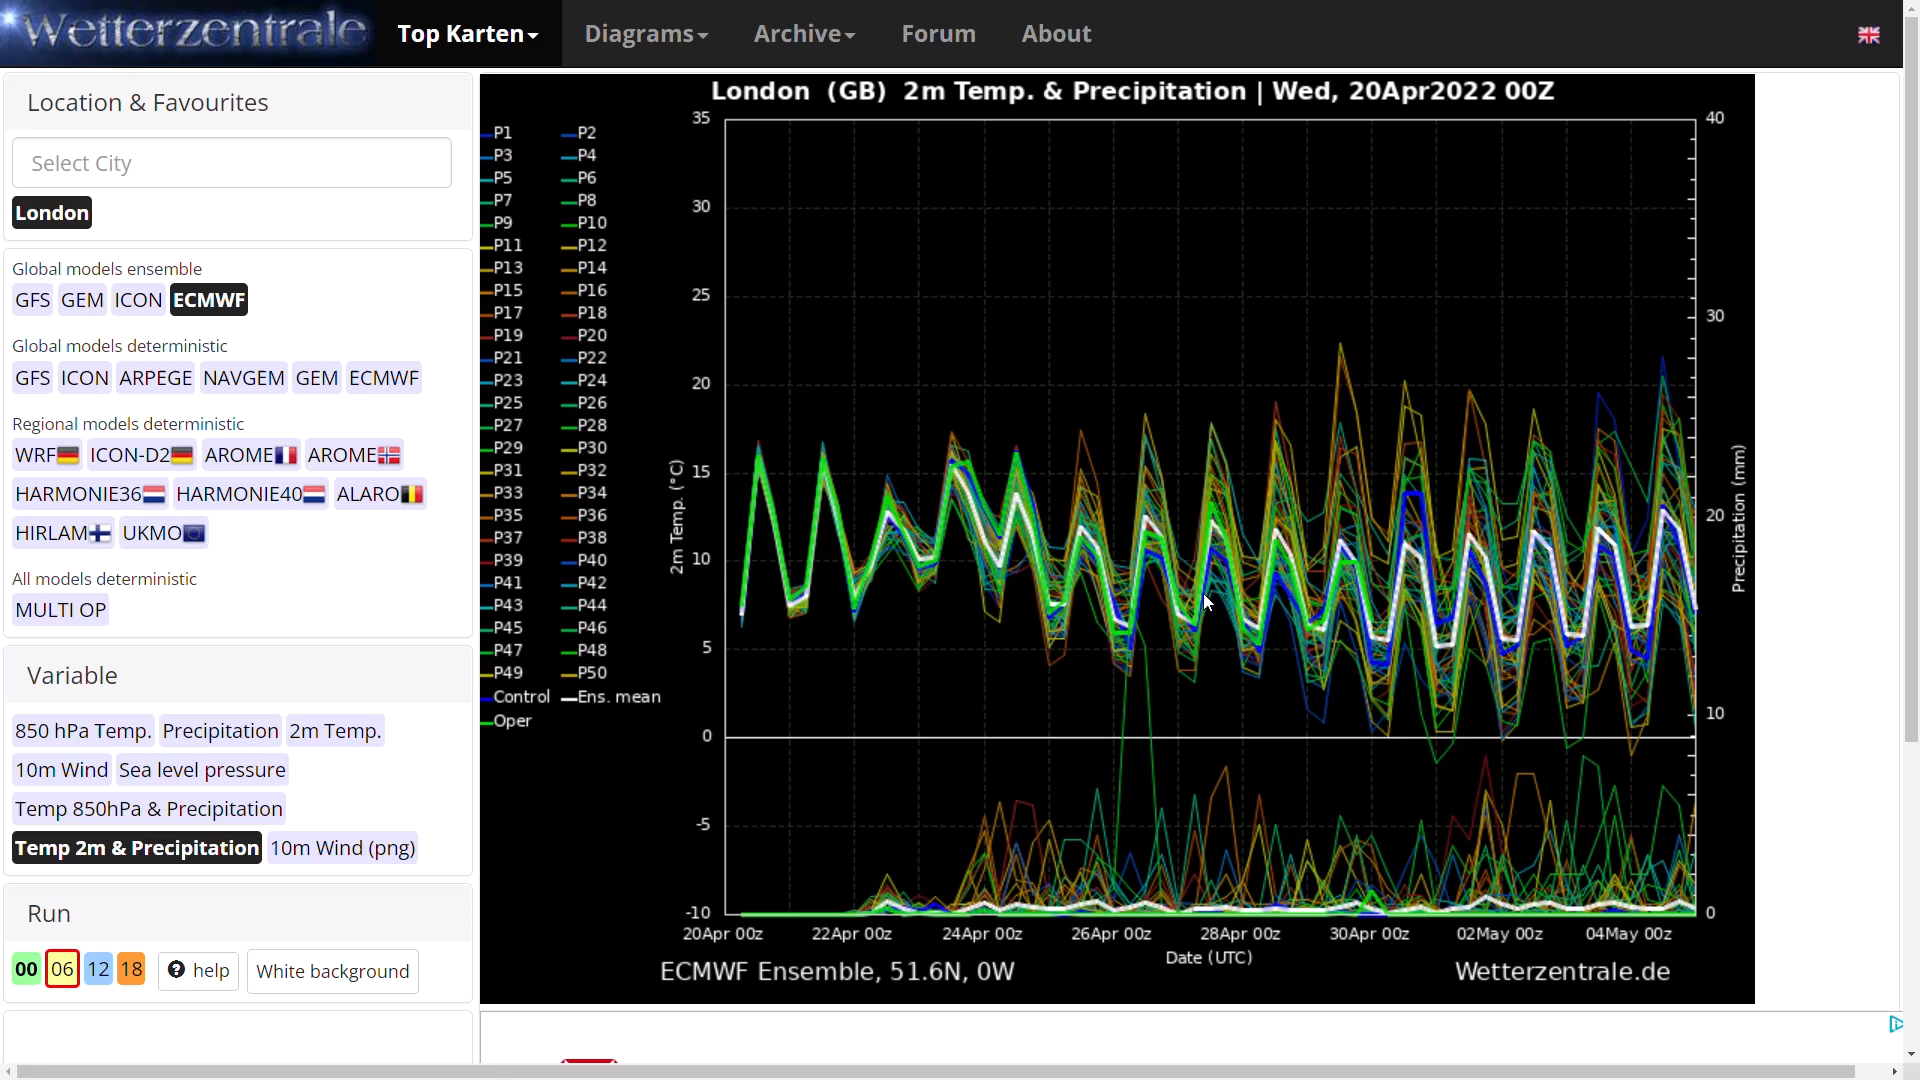 Wetterzentrale
Top Karten
Diagrams
Archive
Forum
About
Location & Favourites
Select City
London
Global models ensemble
GFS GEM ICON ECMWF
Global models deterministic
GFS ICON ARPEGE NAVGEM GEM ECMWF
Regional models deterministic
WRF ICON-D2 AROME AROME
HARMONIE36 HARMONIE40 ALARO
HIRLAM UKMO
All models deterministic
MULTI OP
Variable
850 hPa Temp. Precipitation 2m Temp.
10m Wind Sea level pressure
Temp 850hPa & Precipitation
Temp 2m & Precipitation 10m Wind (png)
Run
00 06 12 18 ? help White background
London (GB) 2m Temp. & Precipitation | Wed, 20Apr2022 00Z
P1 P2
P3 P4
P5 P6
P7 P8
P9 P10
P11 P12
P13 P14
P15 P16
P17 P18
P19 P20
P21 P22
P23 P24
P25 P26
P27 P28
P29 P30
P31 P32
P33 P34
P35 P36
P37 P38
P39 P40
P41 P42
P43 P44
P45 P46
P47 P48
P49 P50
Control Ens. mean
Oper
2m Temp. (°C)
35
30
25
20
15
10
5
0
-5
-10
40
30
20
10
0
Precipitation (mm)
20Apr 00z 22Apr 00z 24Apr 00z 26Apr 00z 28Apr 00z 30Apr 00z 02May 00z 04May 00z
Date (UTC)
ECMWF Ensemble, 51.6N, 0W
Wetterzentrale.de